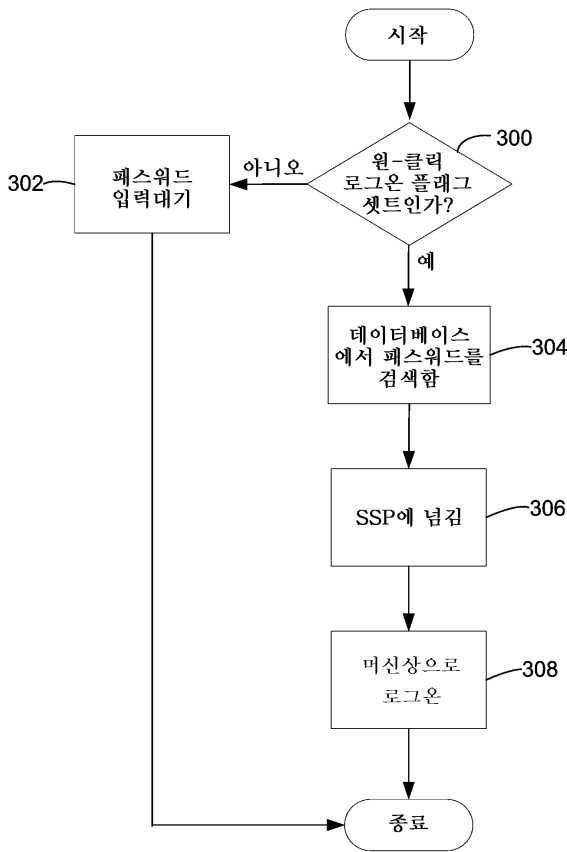 시작
300
원-클릭
로그온 플래그
셋트인가?
아니오
예
302
패스워드
입력대기
데이터베이스
에서 패스워드를
검색함
304
SSP에 넘김
306
머신상으로
로그온
308
종료